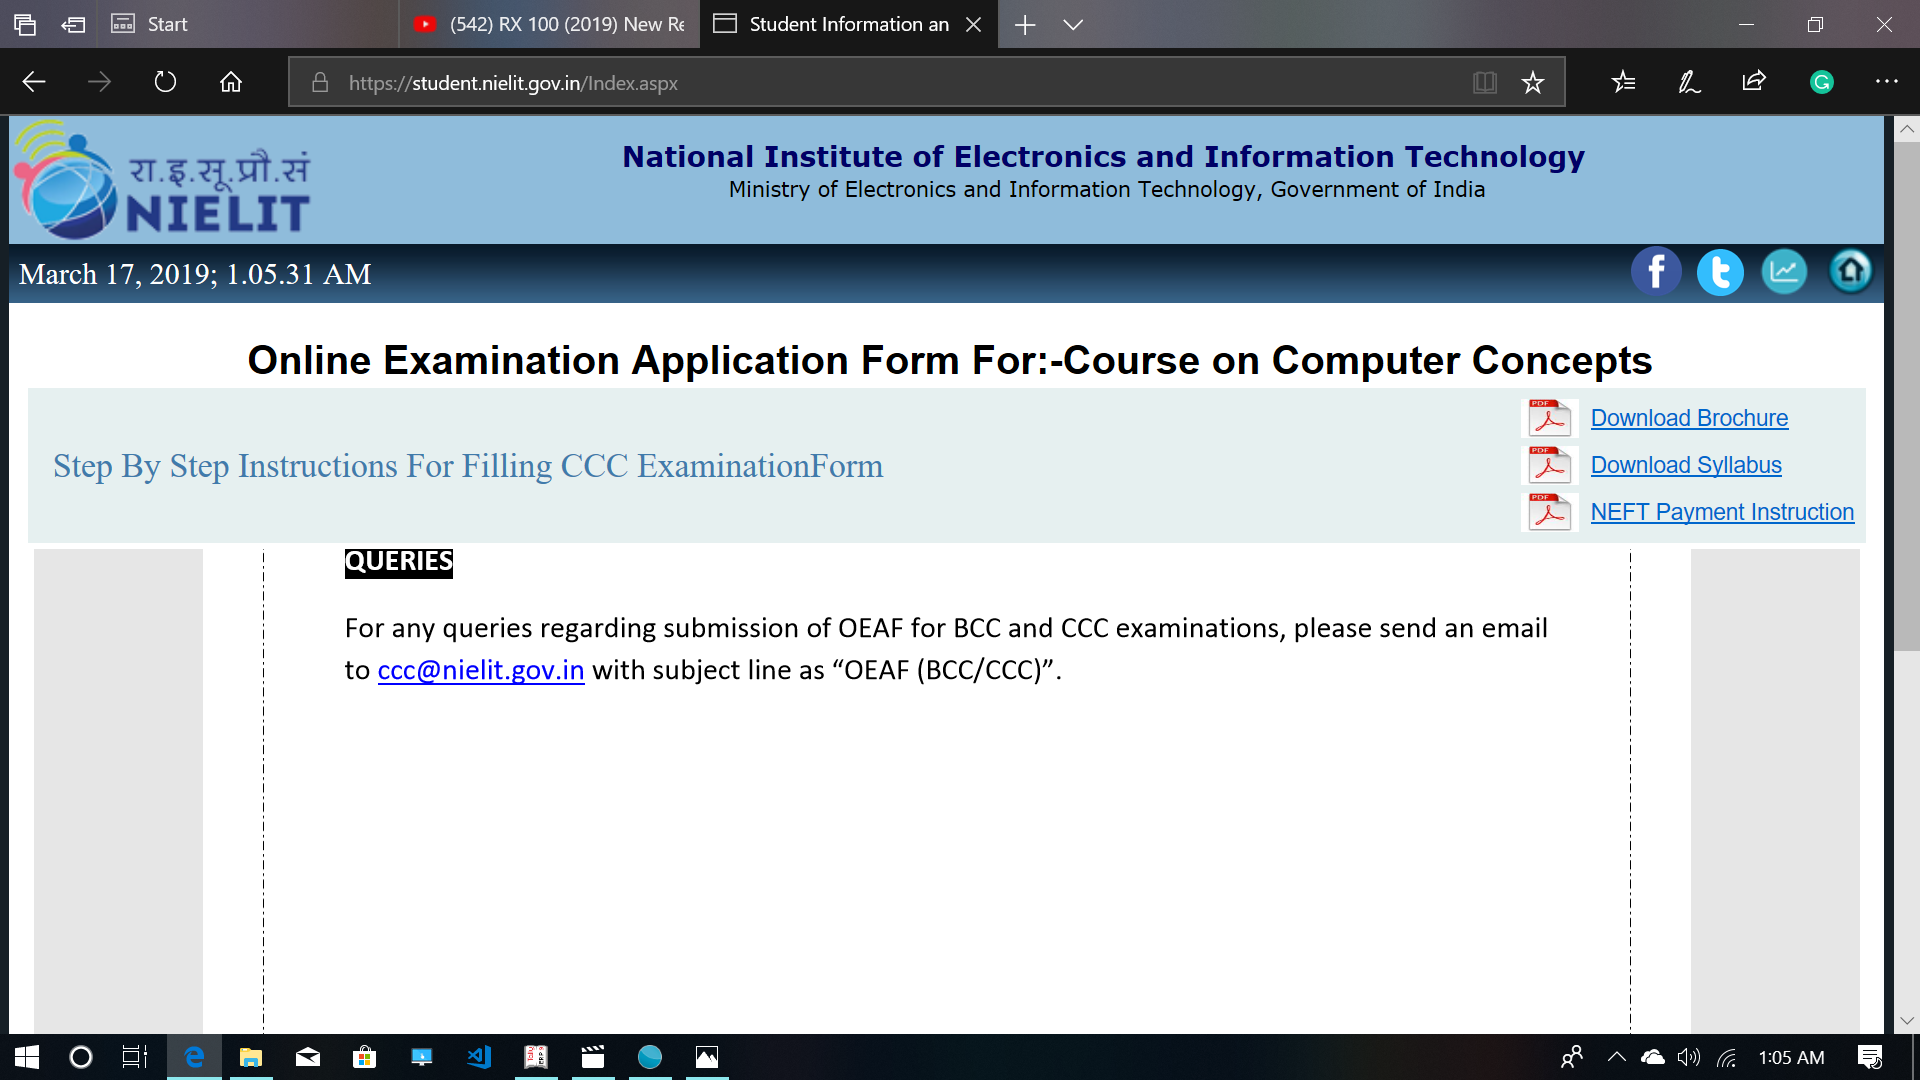 Start
(542) RX 100 (2019) New Re
Student Information an
https://student.nielit.gov.in/Index.aspx
रा.इ.सू.प्रौ.सं
NIELIT
National Institute of Electronics and Information Technology
Ministry of Electronics and Information Technology, Government of India
March 17, 2019; 1.05.31 AM
Online Examination Application Form For:-Course on Computer Concepts
Step By Step Instructions For Filling CCC ExaminationForm
PDF Download Brochure
PDF Download Syllabus
PDF NEFT Payment Instruction
QUERIES
For any queries regarding submission of OEAF for BCC and CCC examinations, please send an email
to ccc@nielit.gov.in with subject line as “OEAF (BCC/CCC)”.
1:05 AM